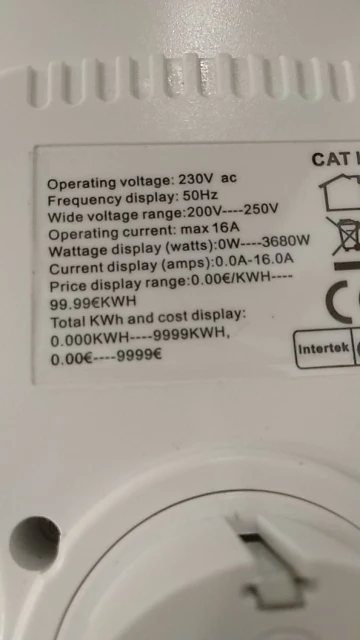 CAT I
Operating voltage: 230V ac
Frequency display: 50Hz
Wide voltage range:200V----250V
Operating current: max 16A
Wattage display (watts):0W----3680W
Current display (amps):0.0A-16.0A
Price display range:0.00€/KWH----
99.99€KWH
Total KWh and cost display:
0.000KWH----9999KWH,
0.00€----9999€
CE
Intertek